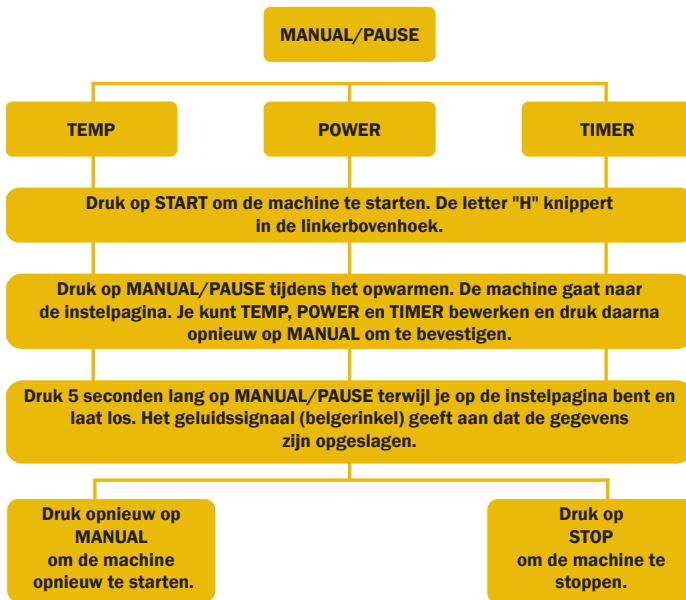 MANUAL/PAUSE
TEMP
POWER
TIMER
Druk op START om de machine te starten. De letter "H" knippert
in de linkerbovenhoek.
Druk op MANUAL/PAUSE tijdens het opwarmen. De machine gaat naar
de instelpagina. Je kunt TEMP, POWER en TIMER bewerken en druk daarna
opnieuw op MANUAL om te bevestigen.
Druk 5 seconden lang op MANUAL/PAUSE terwijl je op de instelpagina bent en
laat los. Het geluidssignaal (belgerinkel) geeft aan dat de gegevens
zijn opgeslagen.
Druk opnieuw op
MANUAL
om de machine
opnieuw te starten.
Druk op
STOP
om de machine te
stoppen.